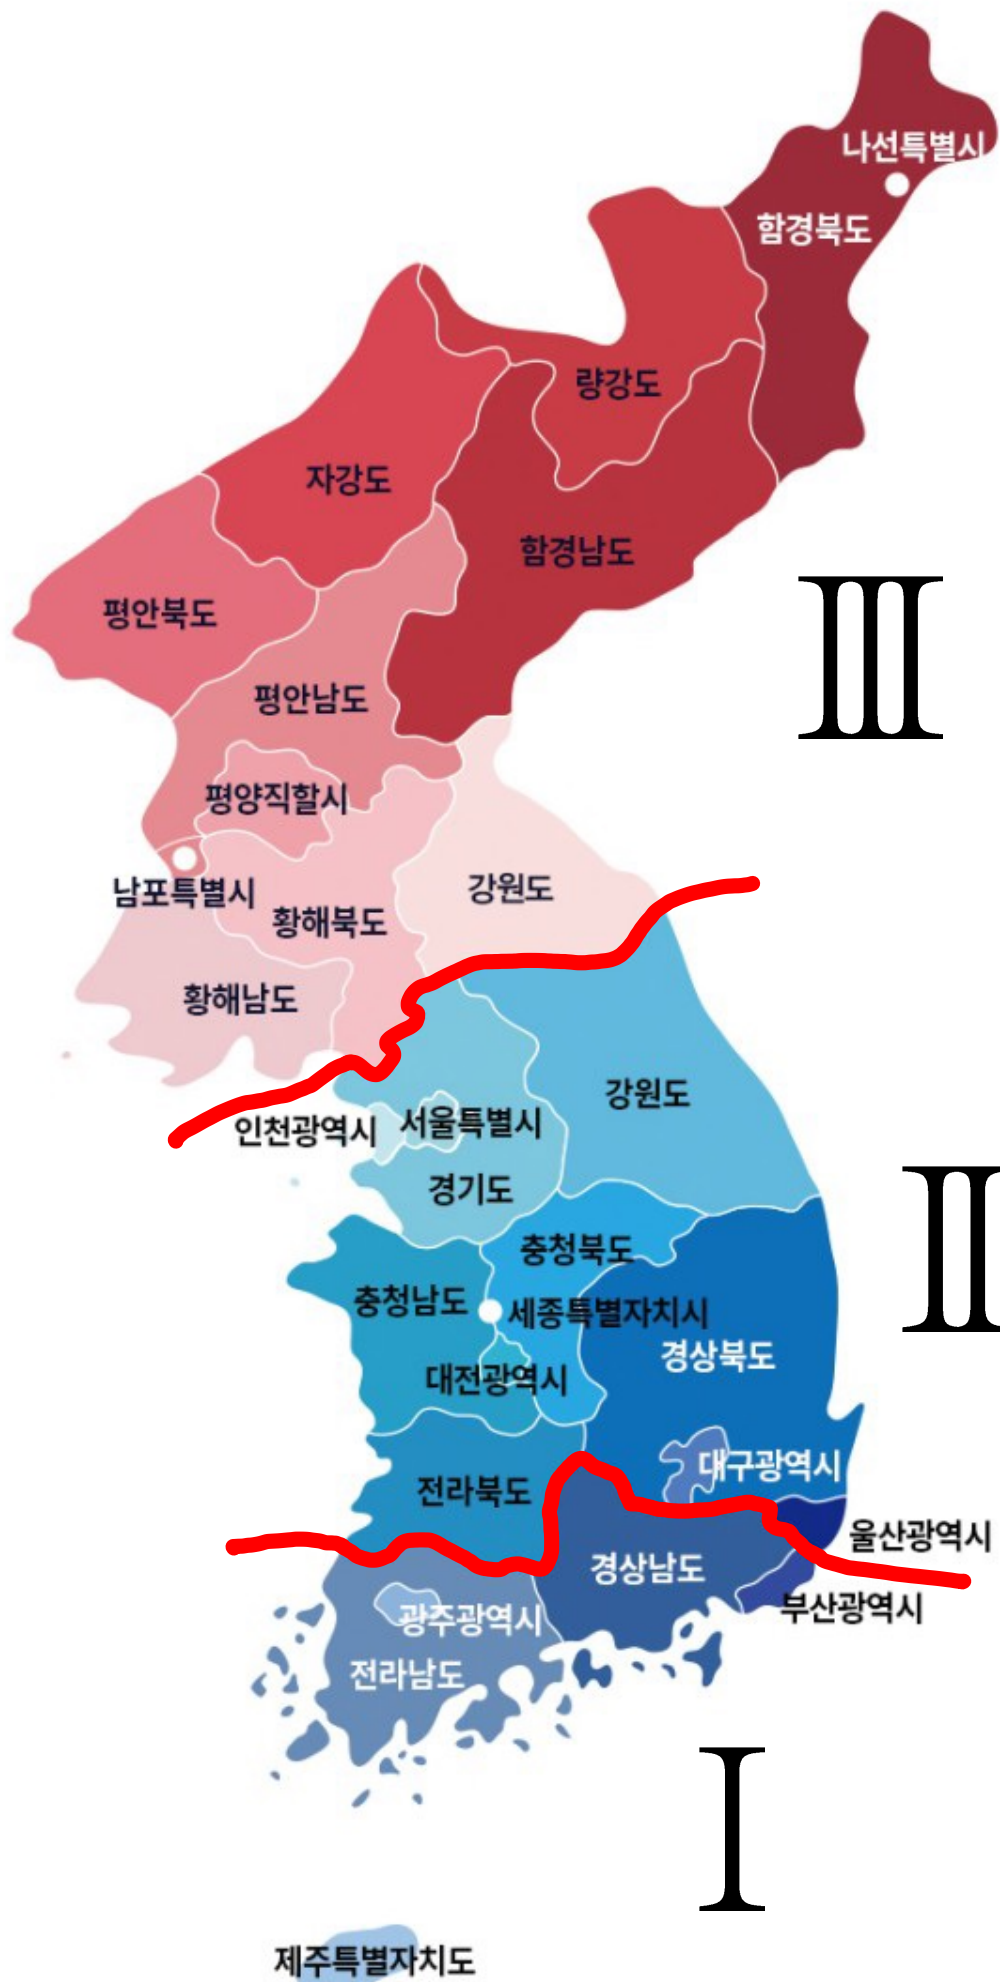 나선특별시
함경북도
량강도
자강도
함경남도
평안북도
Ⅲ
평안남도
평양직할시
남포특별시
강원도
황해북도
황해남도
강원도
인천광역시
서울특별시
경기도
Ⅱ
충청북도
충청남도
세종특별자치시
경상북도
대전광역시
대구광역시
전라북도
울산광역시
경상남도
부산광역시
광주광역시
전라남도
Ⅰ
제주특별자치도